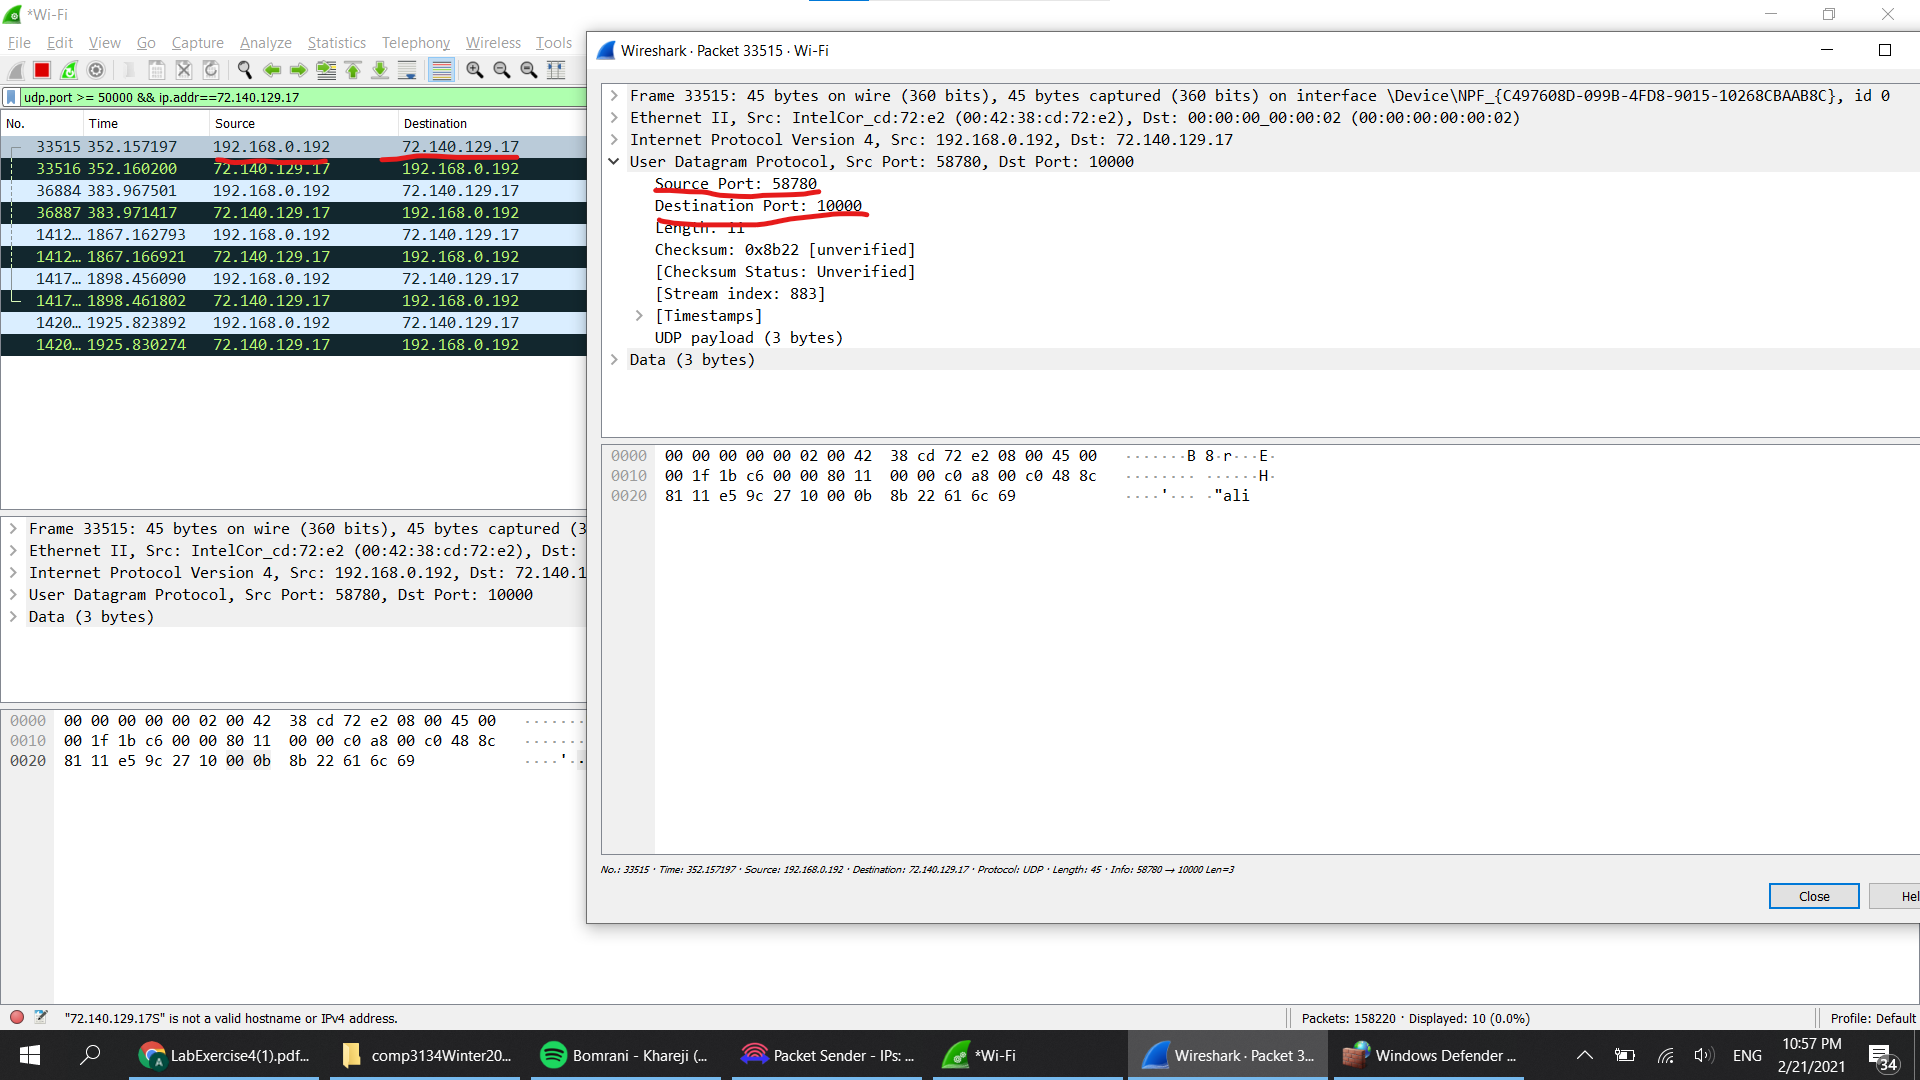 *Wi-Fi
File Edit View Go Capture Analyze Statistics Telephony Wireless Tools
udp.port >= 50000 && ip.addr==72.140.129.17
No. Time Source Destination
33515 352.157197 192.168.0.192 72.140.129.17
33516 352.160200 72.140.129.17 192.168.0.192
36884 383.967501 192.168.0.192 72.140.129.17
36887 383.971417 72.140.129.17 192.168.0.192
1412… 1867.162793 192.168.0.192 72.140.129.17
1412… 1867.166921 72.140.129.17 192.168.0.192
1417… 1898.456090 192.168.0.192 72.140.129.17
1417… 1898.461802 72.140.129.17 192.168.0.192
1420… 1925.823892 192.168.0.192 72.140.129.17
1420… 1925.830274 72.140.129.17 192.168.0.192
Frame 33515: 45 bytes on wire (360 bits), 45 bytes captured (3
Ethernet II, Src: IntelCor_cd:72:e2 (00:42:38:cd:72:e2), Dst:
Internet Protocol Version 4, Src: 192.168.0.192, Dst: 72.140.1
User Datagram Protocol, Src Port: 58780, Dst Port: 10000
Data (3 bytes)
0000 00 00 00 00 00 02 00 42 38 cd 72 e2 08 00 45 00 ········
0010 00 1f 1b c6 00 00 80 11 00 00 c0 a8 00 c0 48 8c ········
0020 81 11 e5 9c 27 10 00 0b 8b 22 61 6c 69 ····'··
Wireshark · Packet 33515 · Wi-Fi
Frame 33515: 45 bytes on wire (360 bits), 45 bytes captured (360 bits) on interface \Device\NPF_{C497608D-099B-4FD8-9015-10268CBAAB8C}, id 0
Ethernet II, Src: IntelCor_cd:72:e2 (00:42:38:cd:72:e2), Dst: 00:00:00_00:00:02 (00:00:00:00:00:02)
Internet Protocol Version 4, Src: 192.168.0.192, Dst: 72.140.129.17
User Datagram Protocol, Src Port: 58780, Dst Port: 10000
Source Port: 58780
Destination Port: 10000
Length: 11
Checksum: 0x8b22 [unverified]
[Checksum Status: Unverified]
[Stream index: 883]
[Timestamps]
UDP payload (3 bytes)
Data (3 bytes)
0000 00 00 00 00 00 02 00 42 38 cd 72 e2 08 00 45 00 ·······B 8·r···E·
0010 00 1f 1b c6 00 00 80 11 00 00 c0 a8 00 c0 48 8c ········ ······H·
0020 81 11 e5 9c 27 10 00 0b 8b 22 61 6c 69 ····'··· ·"ali
No.: 33515 · Time: 352.157197 · Source: 192.168.0.192 · Destination: 72.140.129.17 · Protocol: UDP · Length: 45 · Info: 58780 → 10000 Len=3
Close Hel
"72.140.129.17S" is not a valid hostname or IPv4 address.
Packets: 158220 · Displayed: 10 (0.0%)
Profile: Default
LabExercise4(1).pdf... comp3134Winter20... Bomrani - Khareji (... Packet Sender - IPs: ... *Wi-Fi Wireshark · Packet 3... Windows Defender ... ENG
10:57 PM
2/21/2021
34